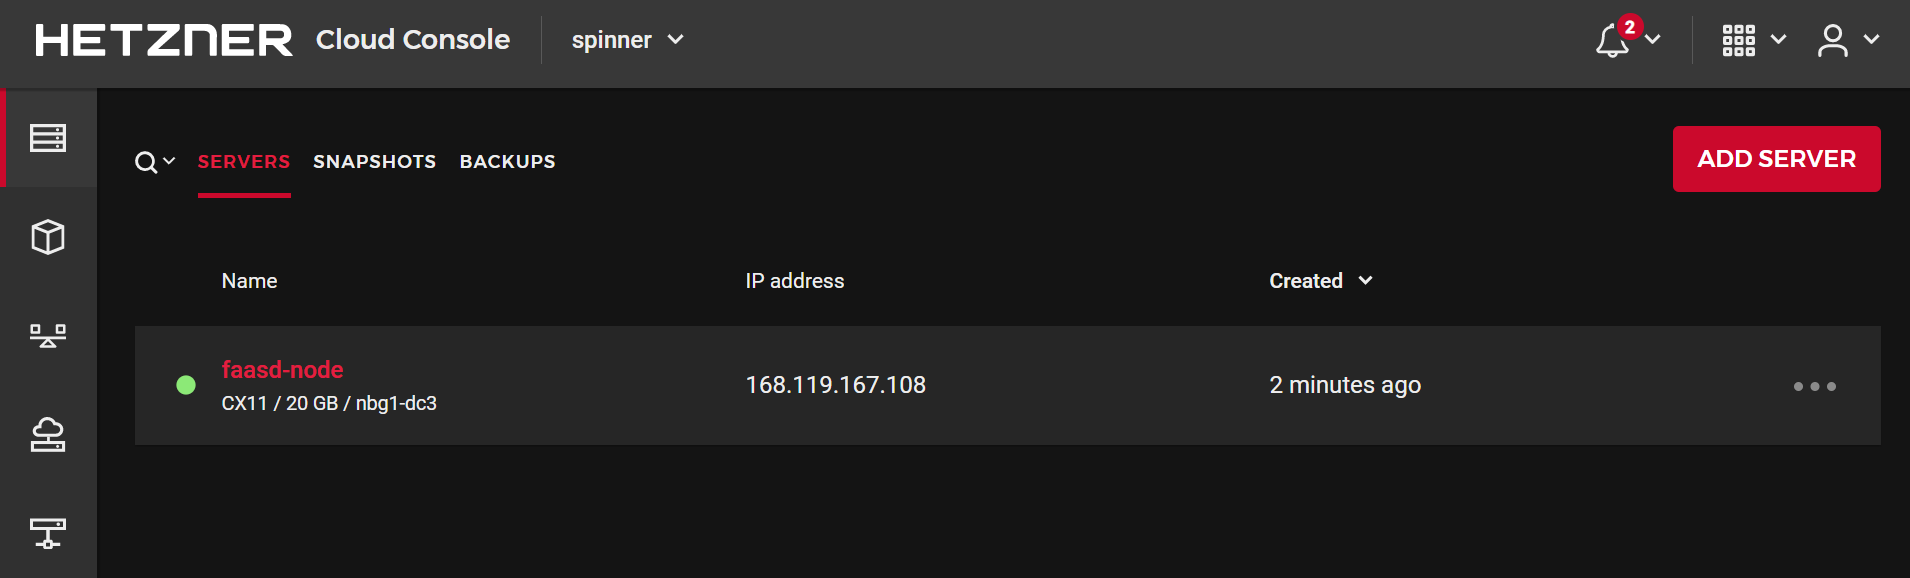 HETZNER Cloud Console spinner 2
SERVERS SNAPSHOTS BACKUPS ADD SERVER
Name IP address Created
faasd-node
CX11 / 20 GB / nbg1-dc3 168.119.167.108 2 minutes ago